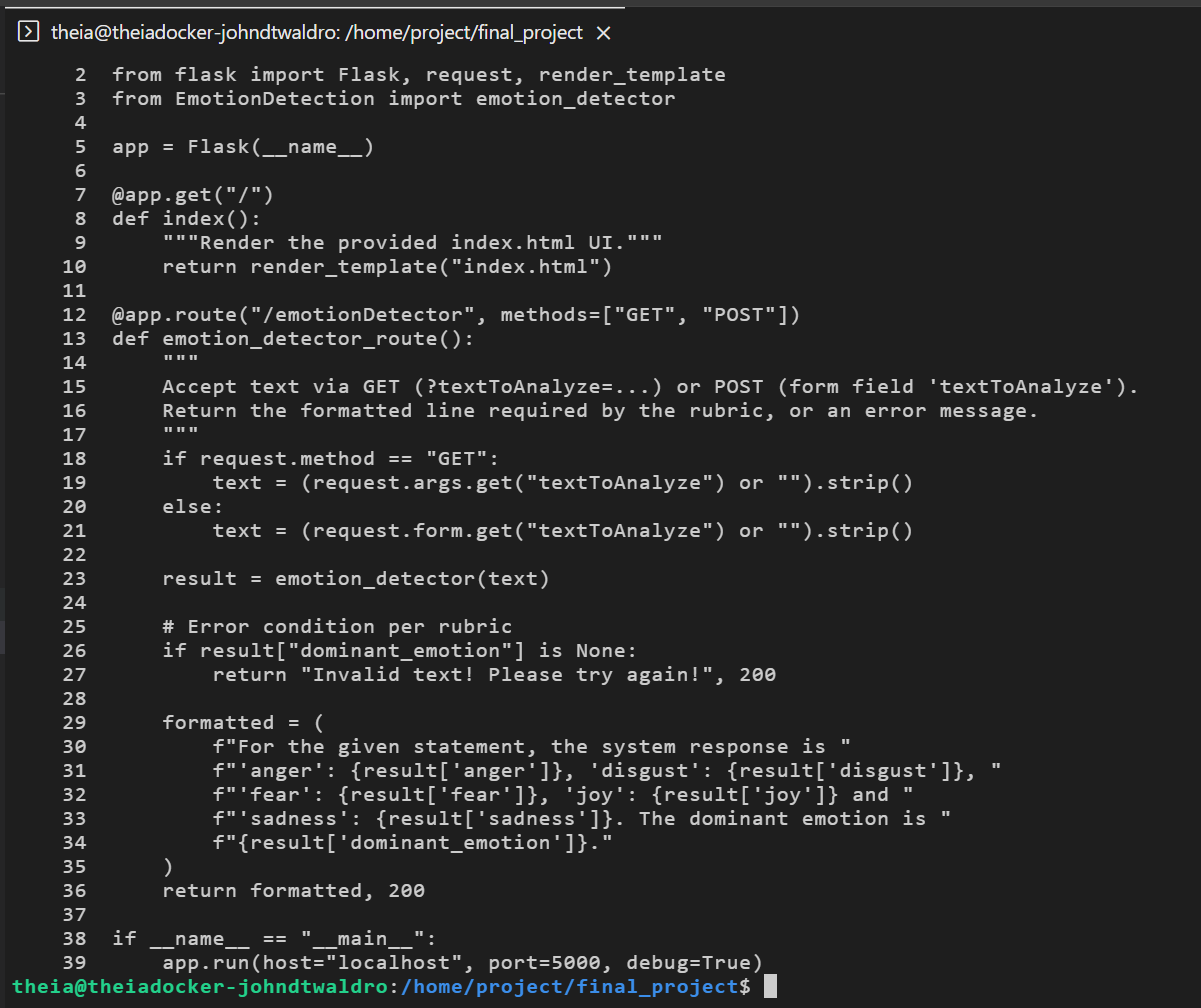 theia@theiadocker-johndtwaldro: /home/project/final_project ×
2 from flask import Flask, request, render_template
3 from EmotionDetection import emotion_detector
4
5 app = Flask(__name__)
6
7 @app.get("/")
8 def index():
9     """Render the provided index.html UI."""
10     return render_template("index.html")
11
12 @app.route("/emotionDetector", methods=["GET", "POST"])
13 def emotion_detector_route():
14     """
15     Accept text via GET (?textToAnalyze=...) or POST (form field 'textToAnalyze').
16     Return the formatted line required by the rubric, or an error message.
17     """
18     if request.method == "GET":
19         text = (request.args.get("textToAnalyze") or "").strip()
20     else:
21         text = (request.form.get("textToAnalyze") or "").strip()
22
23     result = emotion_detector(text)
24
25     # Error condition per rubric
26     if result["dominant_emotion"] is None:
27         return "Invalid text! Please try again!", 200
28
29     formatted = (
30         f"For the given statement, the system response is "
31         f"'anger': {result['anger']}, 'disgust': {result['disgust']}, "
32         f"'fear': {result['fear']}, 'joy': {result['joy']} and "
33         f"'sadness': {result['sadness']}. The dominant emotion is "
34         f"{result['dominant_emotion']}."
35     )
36     return formatted, 200
37
38 if __name__ == "__main__":
39     app.run(host="localhost", port=5000, debug=True)
theia@theiadocker-johndtwaldro:/home/project/final_project$